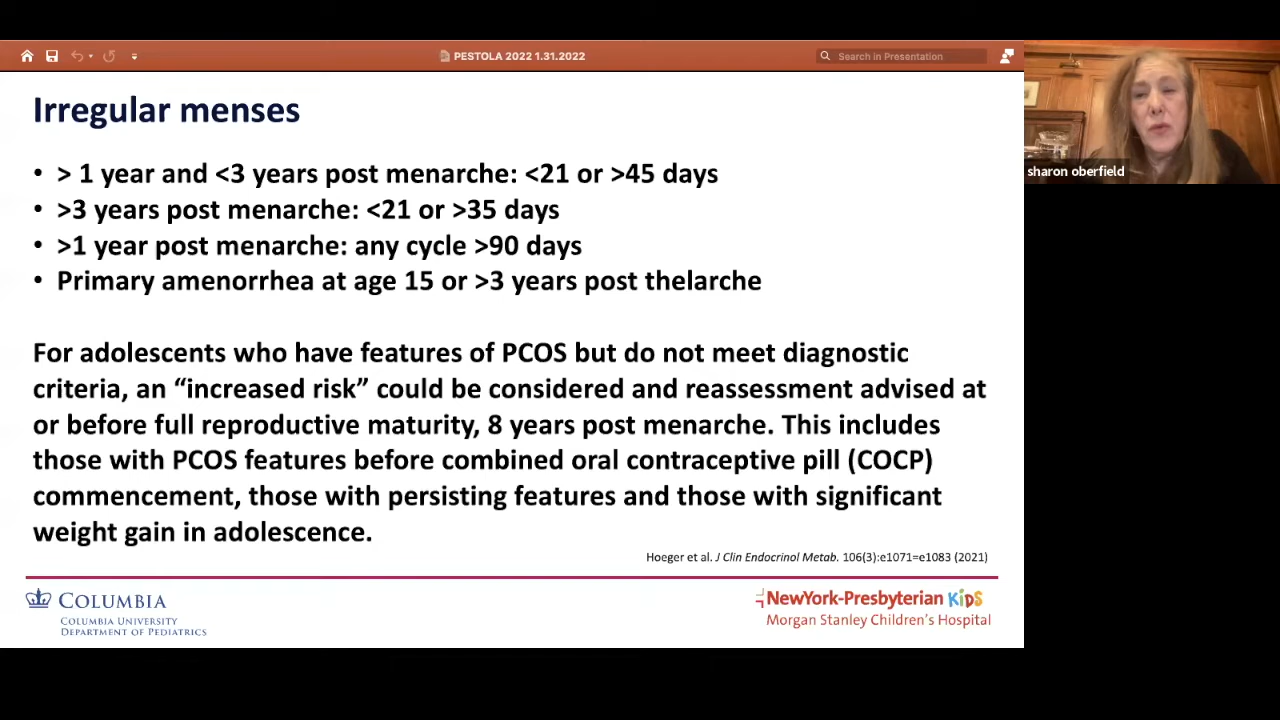 PESTOLA 2022 1.31.2022
Search in Presentation
Irregular menses
• > 1 year and <3 years post menarche: <21 or >45 days
• >3 years post menarche: <21 or >35 days
• >1 year post menarche: any cycle >90 days
• Primary amenorrhea at age 15 or >3 years post thelarche
For adolescents who have features of PCOS but do not meet diagnostic
criteria, an “increased risk” could be considered and reassessment advised at
or before full reproductive maturity, 8 years post menarche. This includes
those with PCOS features before combined oral contraceptive pill (COCP)
commencement, those with persisting features and those with significant
weight gain in adolescence.
Hoeger et al. J Clin Endocrinol Metab. 106(3):e1071=e1083 (2021)
COLUMBIA
COLUMBIA UNIVERSITY
DEPARTMENT OF PEDIATRICS
NewYork-Presbyterian KiDS
Morgan Stanley Children’s Hospital
sharon oberfield